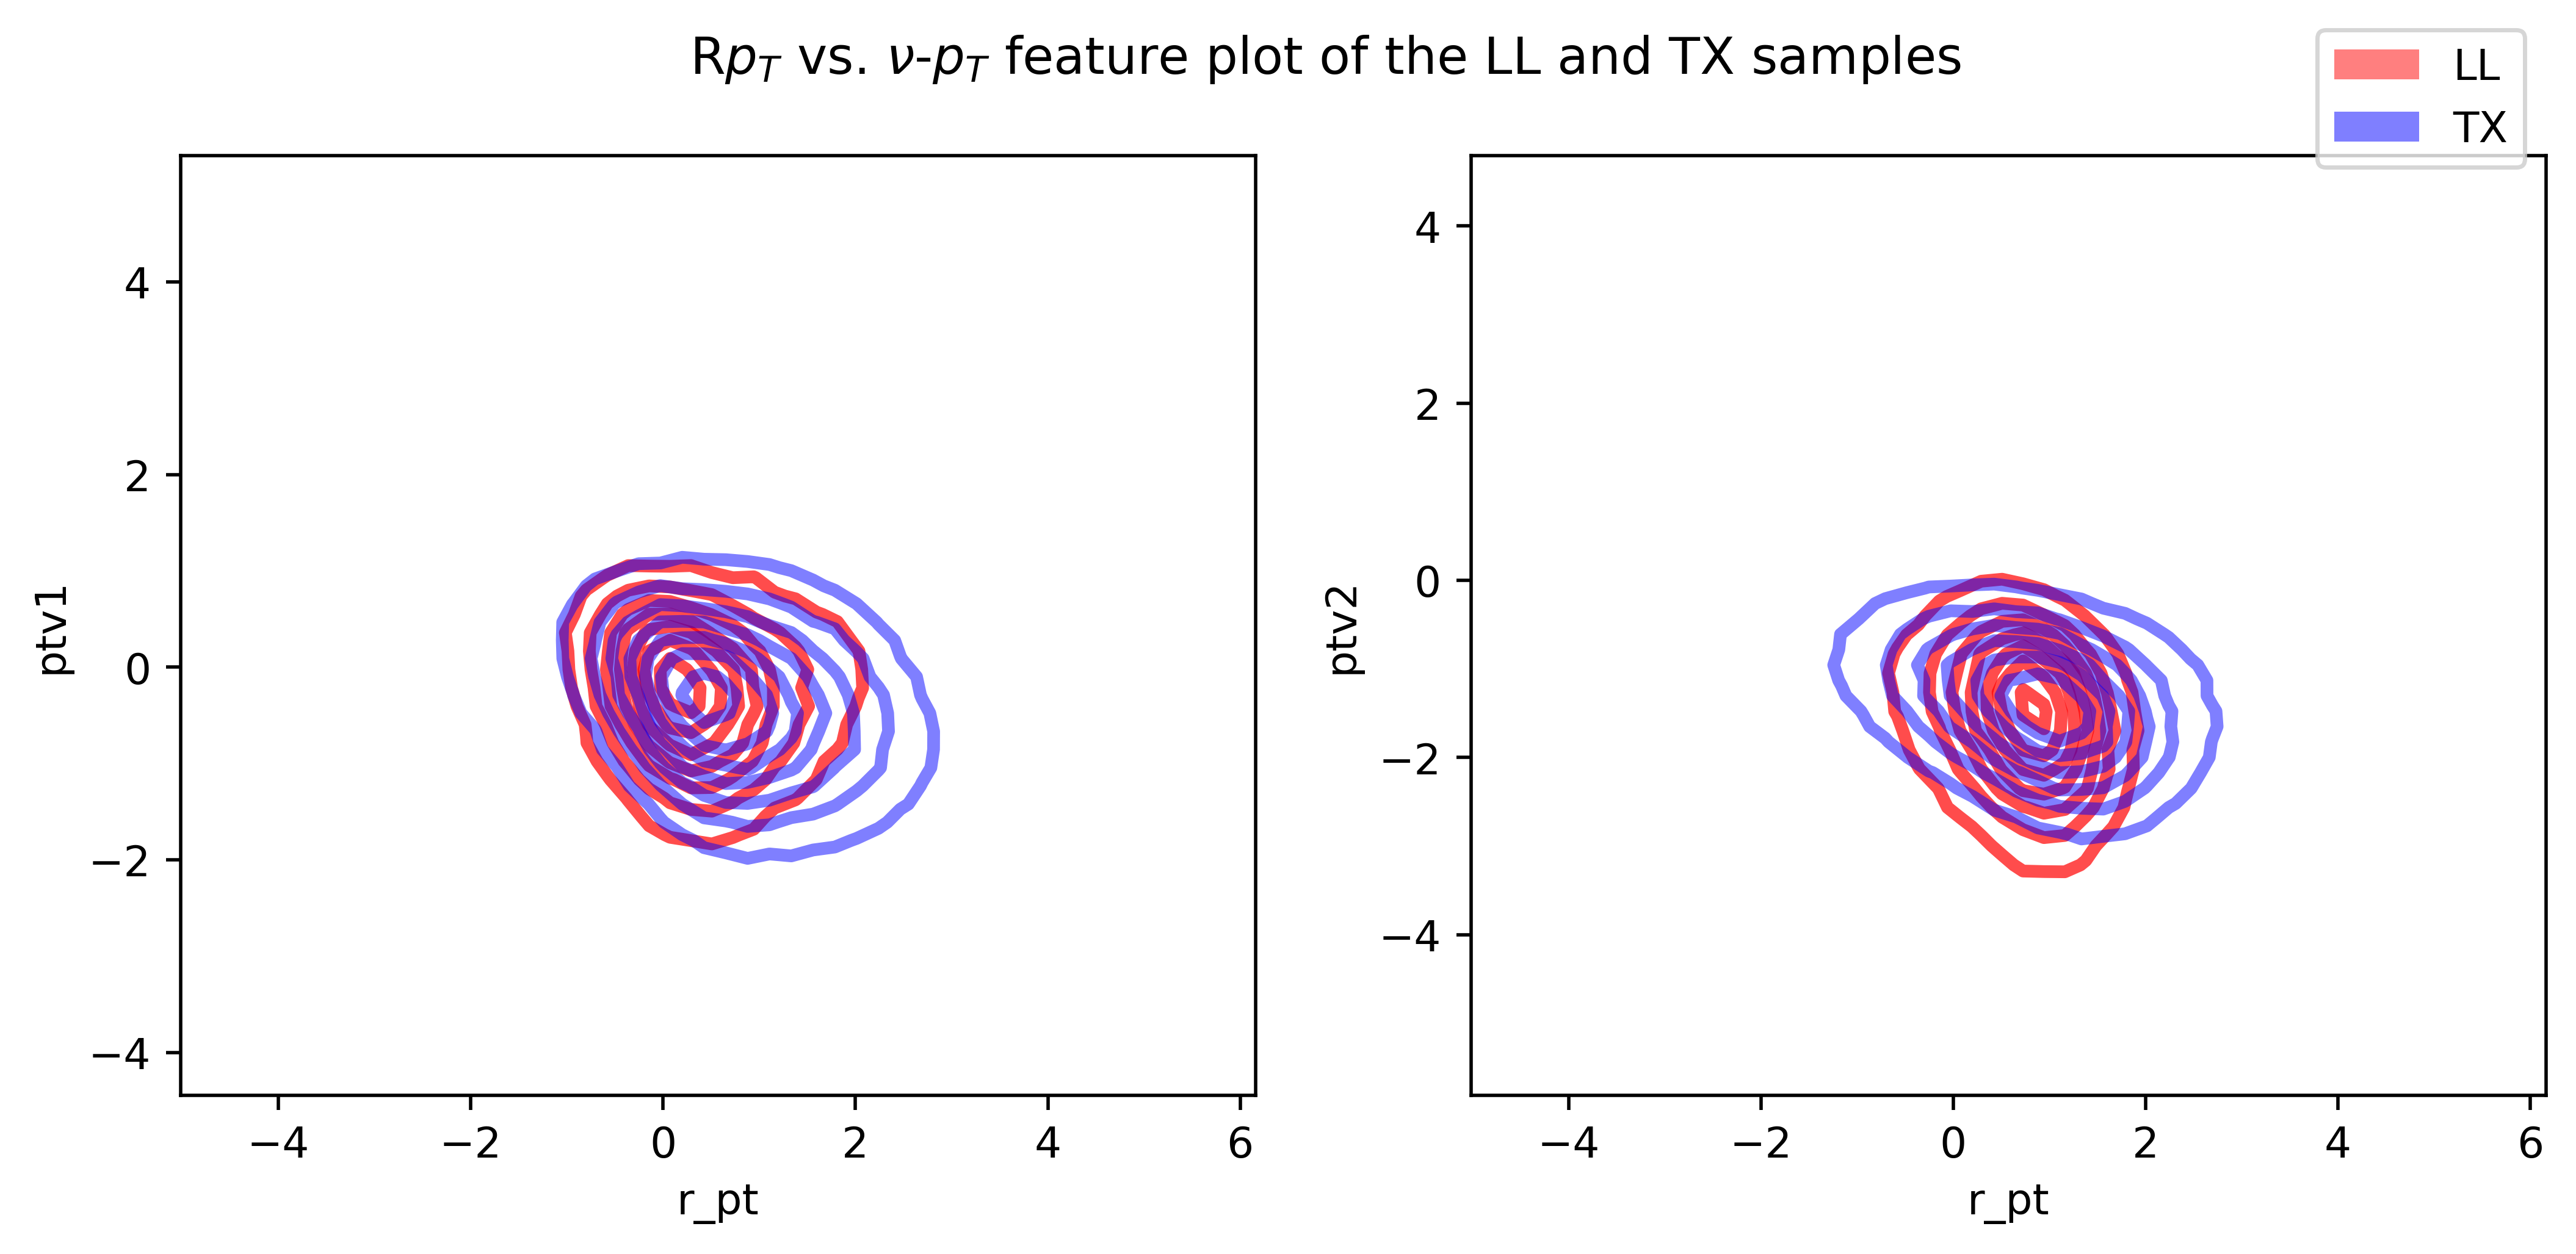 Rp_T vs. ν-p_T feature plot of the LL and TX samples
LL
TX
ptv1
4
2
0
−2
−4
−4 −2 0 2 4 6
r_pt
ptv2
4
2
0
−2
−4
−4 −2 0 2 4 6
r_pt